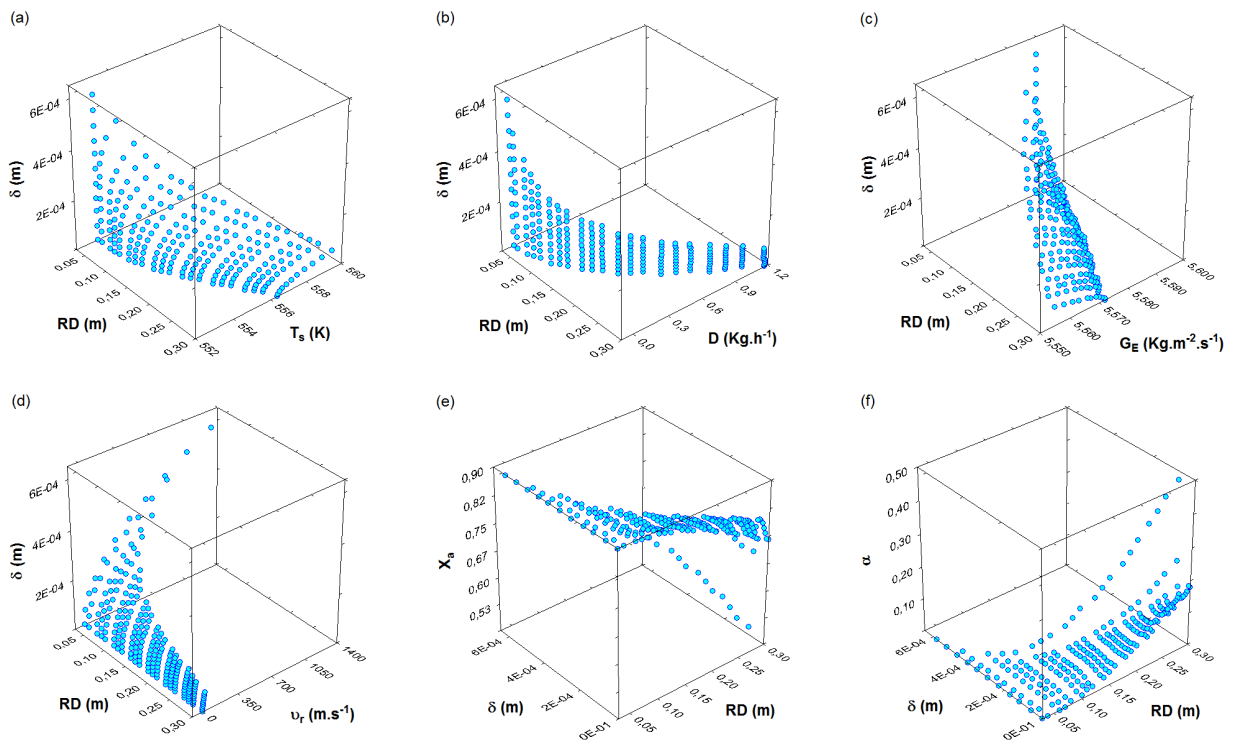 (a)
6E-04
4E-04
2E-04
δ (m)
0,05
0,10
0,15
0,20
0,25
0,30
RD (m)
552
554
556
558
560
Ts (K)
(b)
6E-04
4E-04
2E-04
δ (m)
0,05
0,10
0,15
0,20
0,25
0,30
RD (m)
0,0
0,3
0,6
0,9
1,2
D (Kg.h⁻¹)
(c)
6E-04
4E-04
2E-04
δ (m)
0,05
0,10
0,15
0,20
0,25
0,30
RD (m)
5,550
5,560
5,570
5,580
5,590
5,600
GE (Kg.m⁻².s⁻¹)
(d)
6E-04
4E-04
2E-04
δ (m)
0,05
0,10
0,15
0,20
0,25
0,30
RD (m)
0
350
700
1050
1400
υr (m.s⁻¹)
(e)
0,90
0,82
0,75
0,67
0,60
0,53
Xa
6E-04
4E-04
2E-04
0E-01
δ (m)
0,05
0,10
0,15
0,20
0,25
0,30
RD (m)
(f)
0,50
0,40
0,30
0,20
0,10
α
6E-04
4E-04
2E-04
0E-01
δ (m)
0,05
0,10
0,15
0,20
0,25
0,30
RD (m)